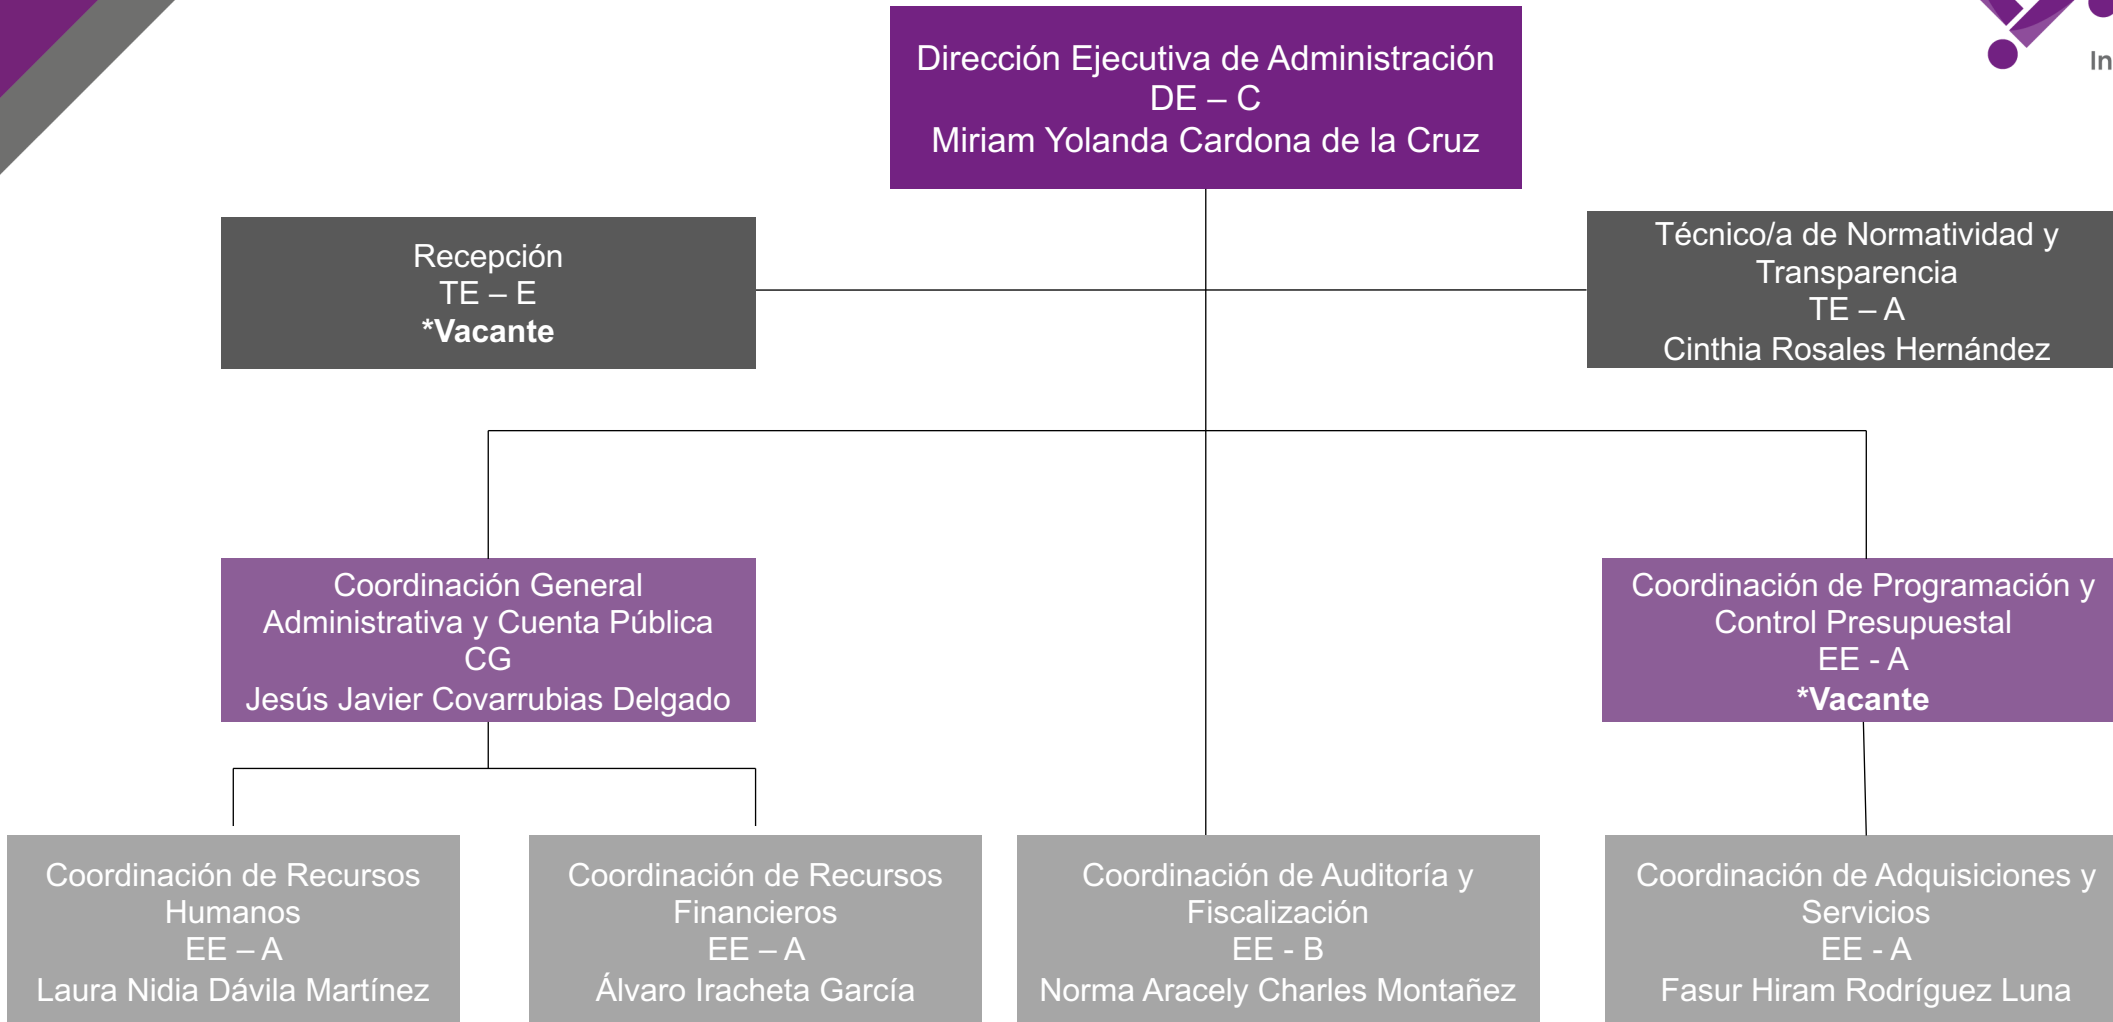 Dirección Ejecutiva de Administración
DE – C
Miriam Yolanda Cardona de la Cruz
In
Recepción
TE – E
*Vacante
Técnico/a de Normatividad y
Transparencia
TE – A
Cinthia Rosales Hernández
Coordinación General
Administrativa y Cuenta Pública
CG
Jesús Javier Covarrubias Delgado
Coordinación de Programación y
Control Presupuestal
EE - A
*Vacante
Coordinación de Recursos
Humanos
EE – A
Laura Nidia Dávila Martínez
Coordinación de Recursos
Financieros
EE – A
Álvaro Iracheta García
Coordinación de Auditoría y
Fiscalización
EE - B
Norma Aracely Charles Montañez
Coordinación de Adquisiciones y
Servicios
EE - A
Fasur Hiram Rodríguez Luna